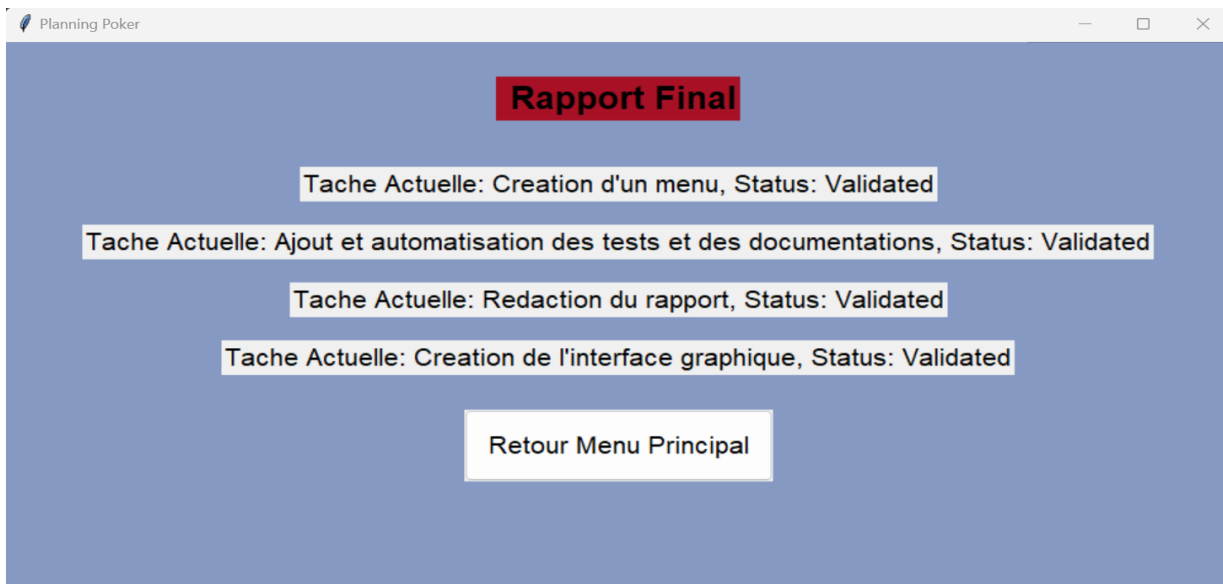 Planning Poker
Rapport Final
Tache Actuelle: Creation d'un menu, Status: Validated
Tache Actuelle: Ajout et automatisation des tests et des documentations, Status: Validated
Tache Actuelle: Redaction du rapport, Status: Validated
Tache Actuelle: Creation de l'interface graphique, Status: Validated
Retour Menu Principal